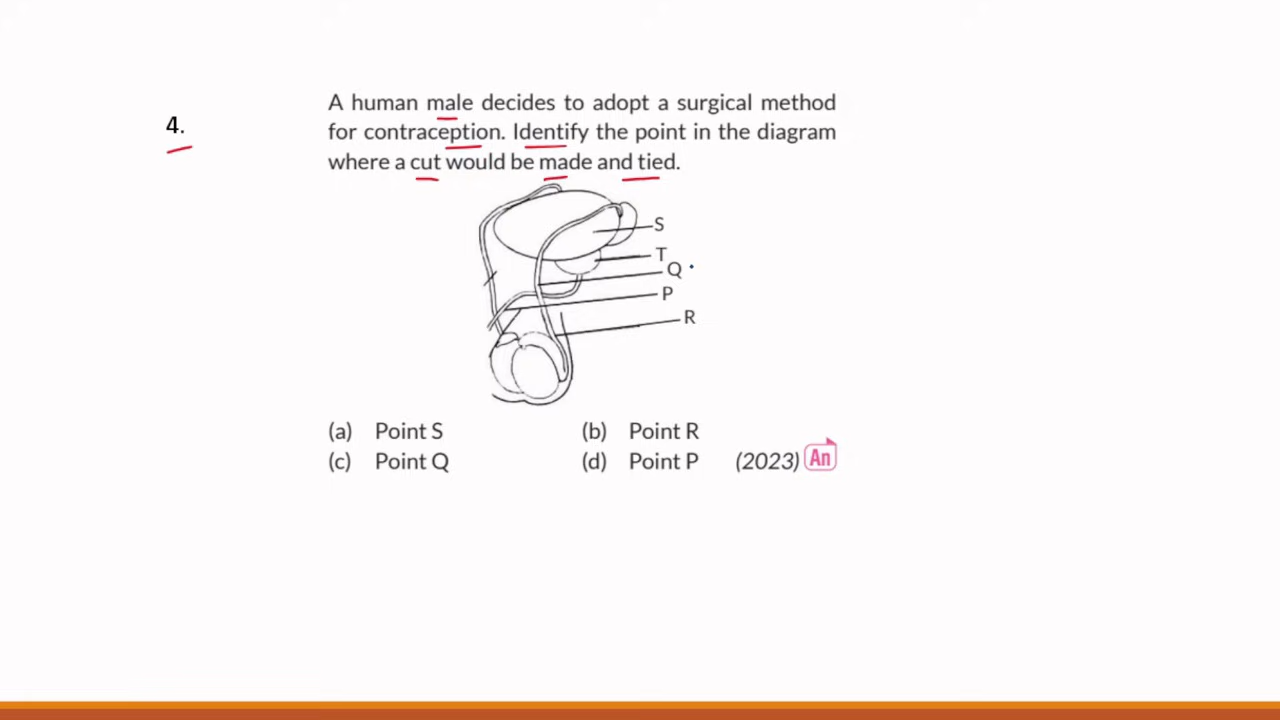 4.
A human male decides to adopt a surgical method
for contraception. Identify the point in the diagram
where a cut would be made and tied.
S
T
Q
P
R
(a) Point S (b) Point R
(c) Point Q (d) Point P (2023) An